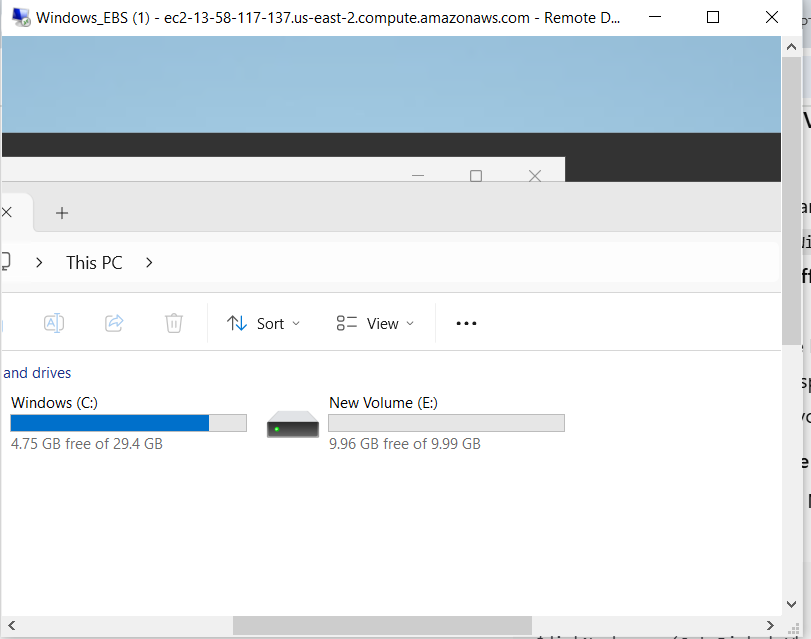 Windows_EBS (1) - ec2-13-58-117-137.us-east-2.compute.amazonaws.com - Remote D...
This PC
Sort
View
and drives
Windows (C:)
4.75 GB free of 29.4 GB
New Volume (E:)
9.96 GB free of 9.99 GB